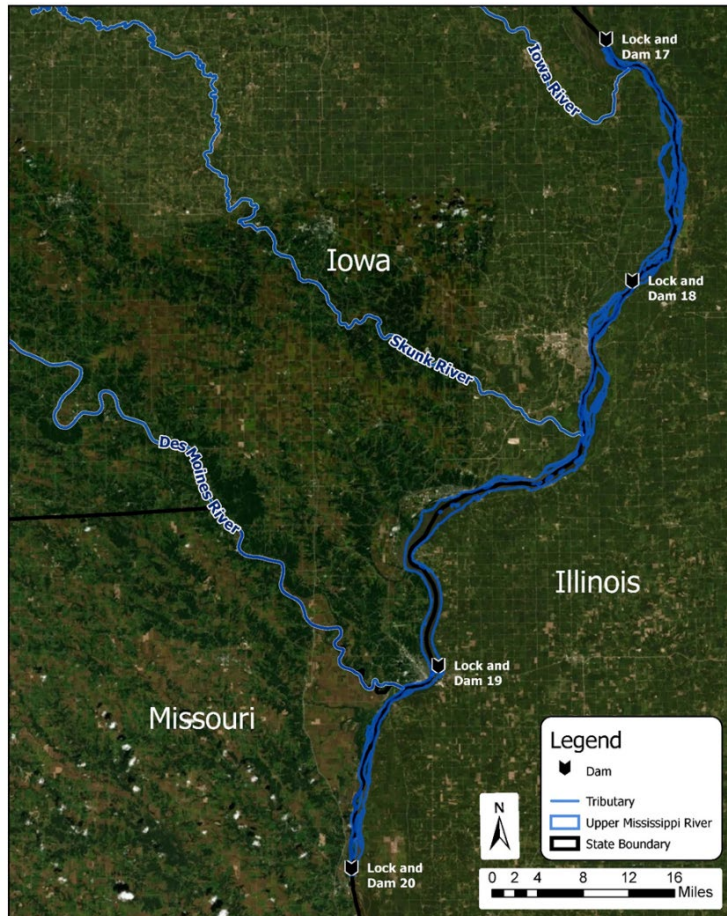 Lock and
Dam 17
Iowa River
Iowa
Lock and
Dam 18
Skunk River
Des Moines River
Illinois
Lock and
Dam 19
Missouri
Legend
Dam
Tributary
Upper Mississippi River
State Boundary
N
0 2 4 8 12 16
Miles
Lock and
Dam 20